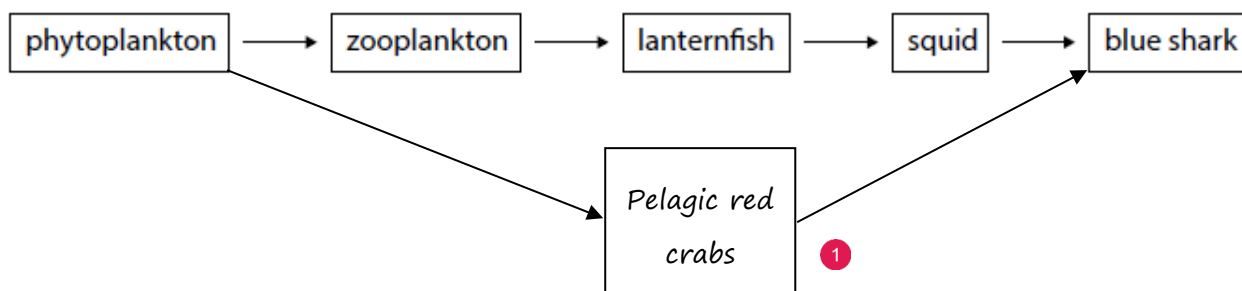 phytoplankton zooplankton lanternfish squid blue shark
Pelagic red
crabs
1